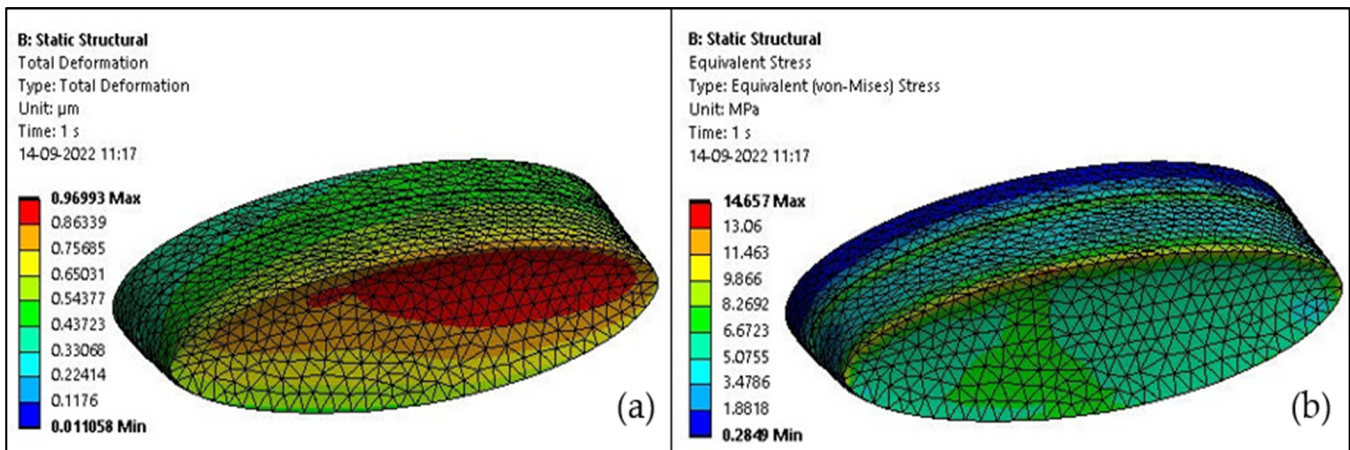 B: Static Structural
Total Deformation
Type: Total Deformation
Unit: µm
Time: 1 s
14-09-2022 11:17
0.96993 Max
0.86339
0.75685
0.65031
0.54377
0.43723
0.33068
0.22414
0.1176
0.011058 Min
(a)
B: Static Structural
Equivalent Stress
Type: Equivalent (von-Mises) Stress
Unit: MPa
Time: 1 s
14-09-2022 11:17
14.657 Max
13.06
11.463
9.866
8.2692
6.6723
5.0755
3.4786
1.8818
0.2849 Min
(b)